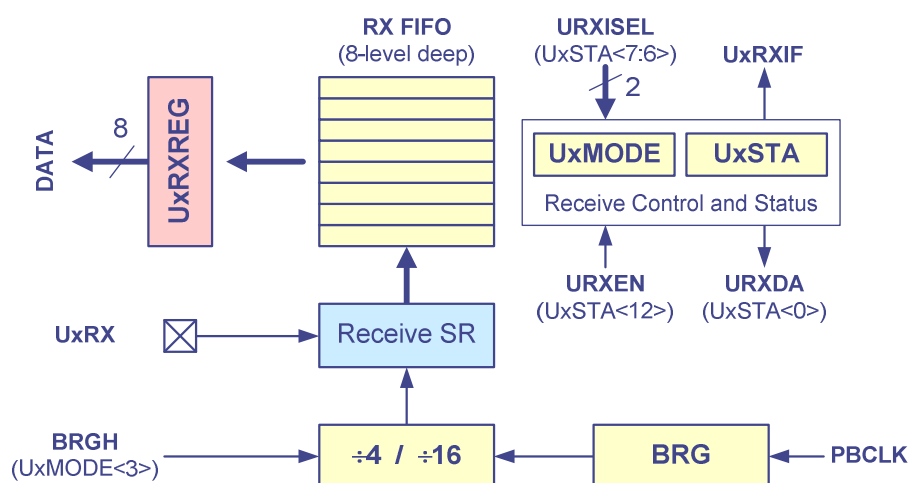 RX FIFO
(8-level deep)
URXISEL
(UxSTA<7:6>)
UxRXIF
2
8
DATA
UxRXREG
UxMODE
UxSTA
Receive Control and Status
URXEN
(UxSTA<12>)
URXDA
(UxSTA<0>)
UxRX
Receive SR
BRGH
(UxMODE<3>)
÷4 / ÷16
BRG
PBCLK